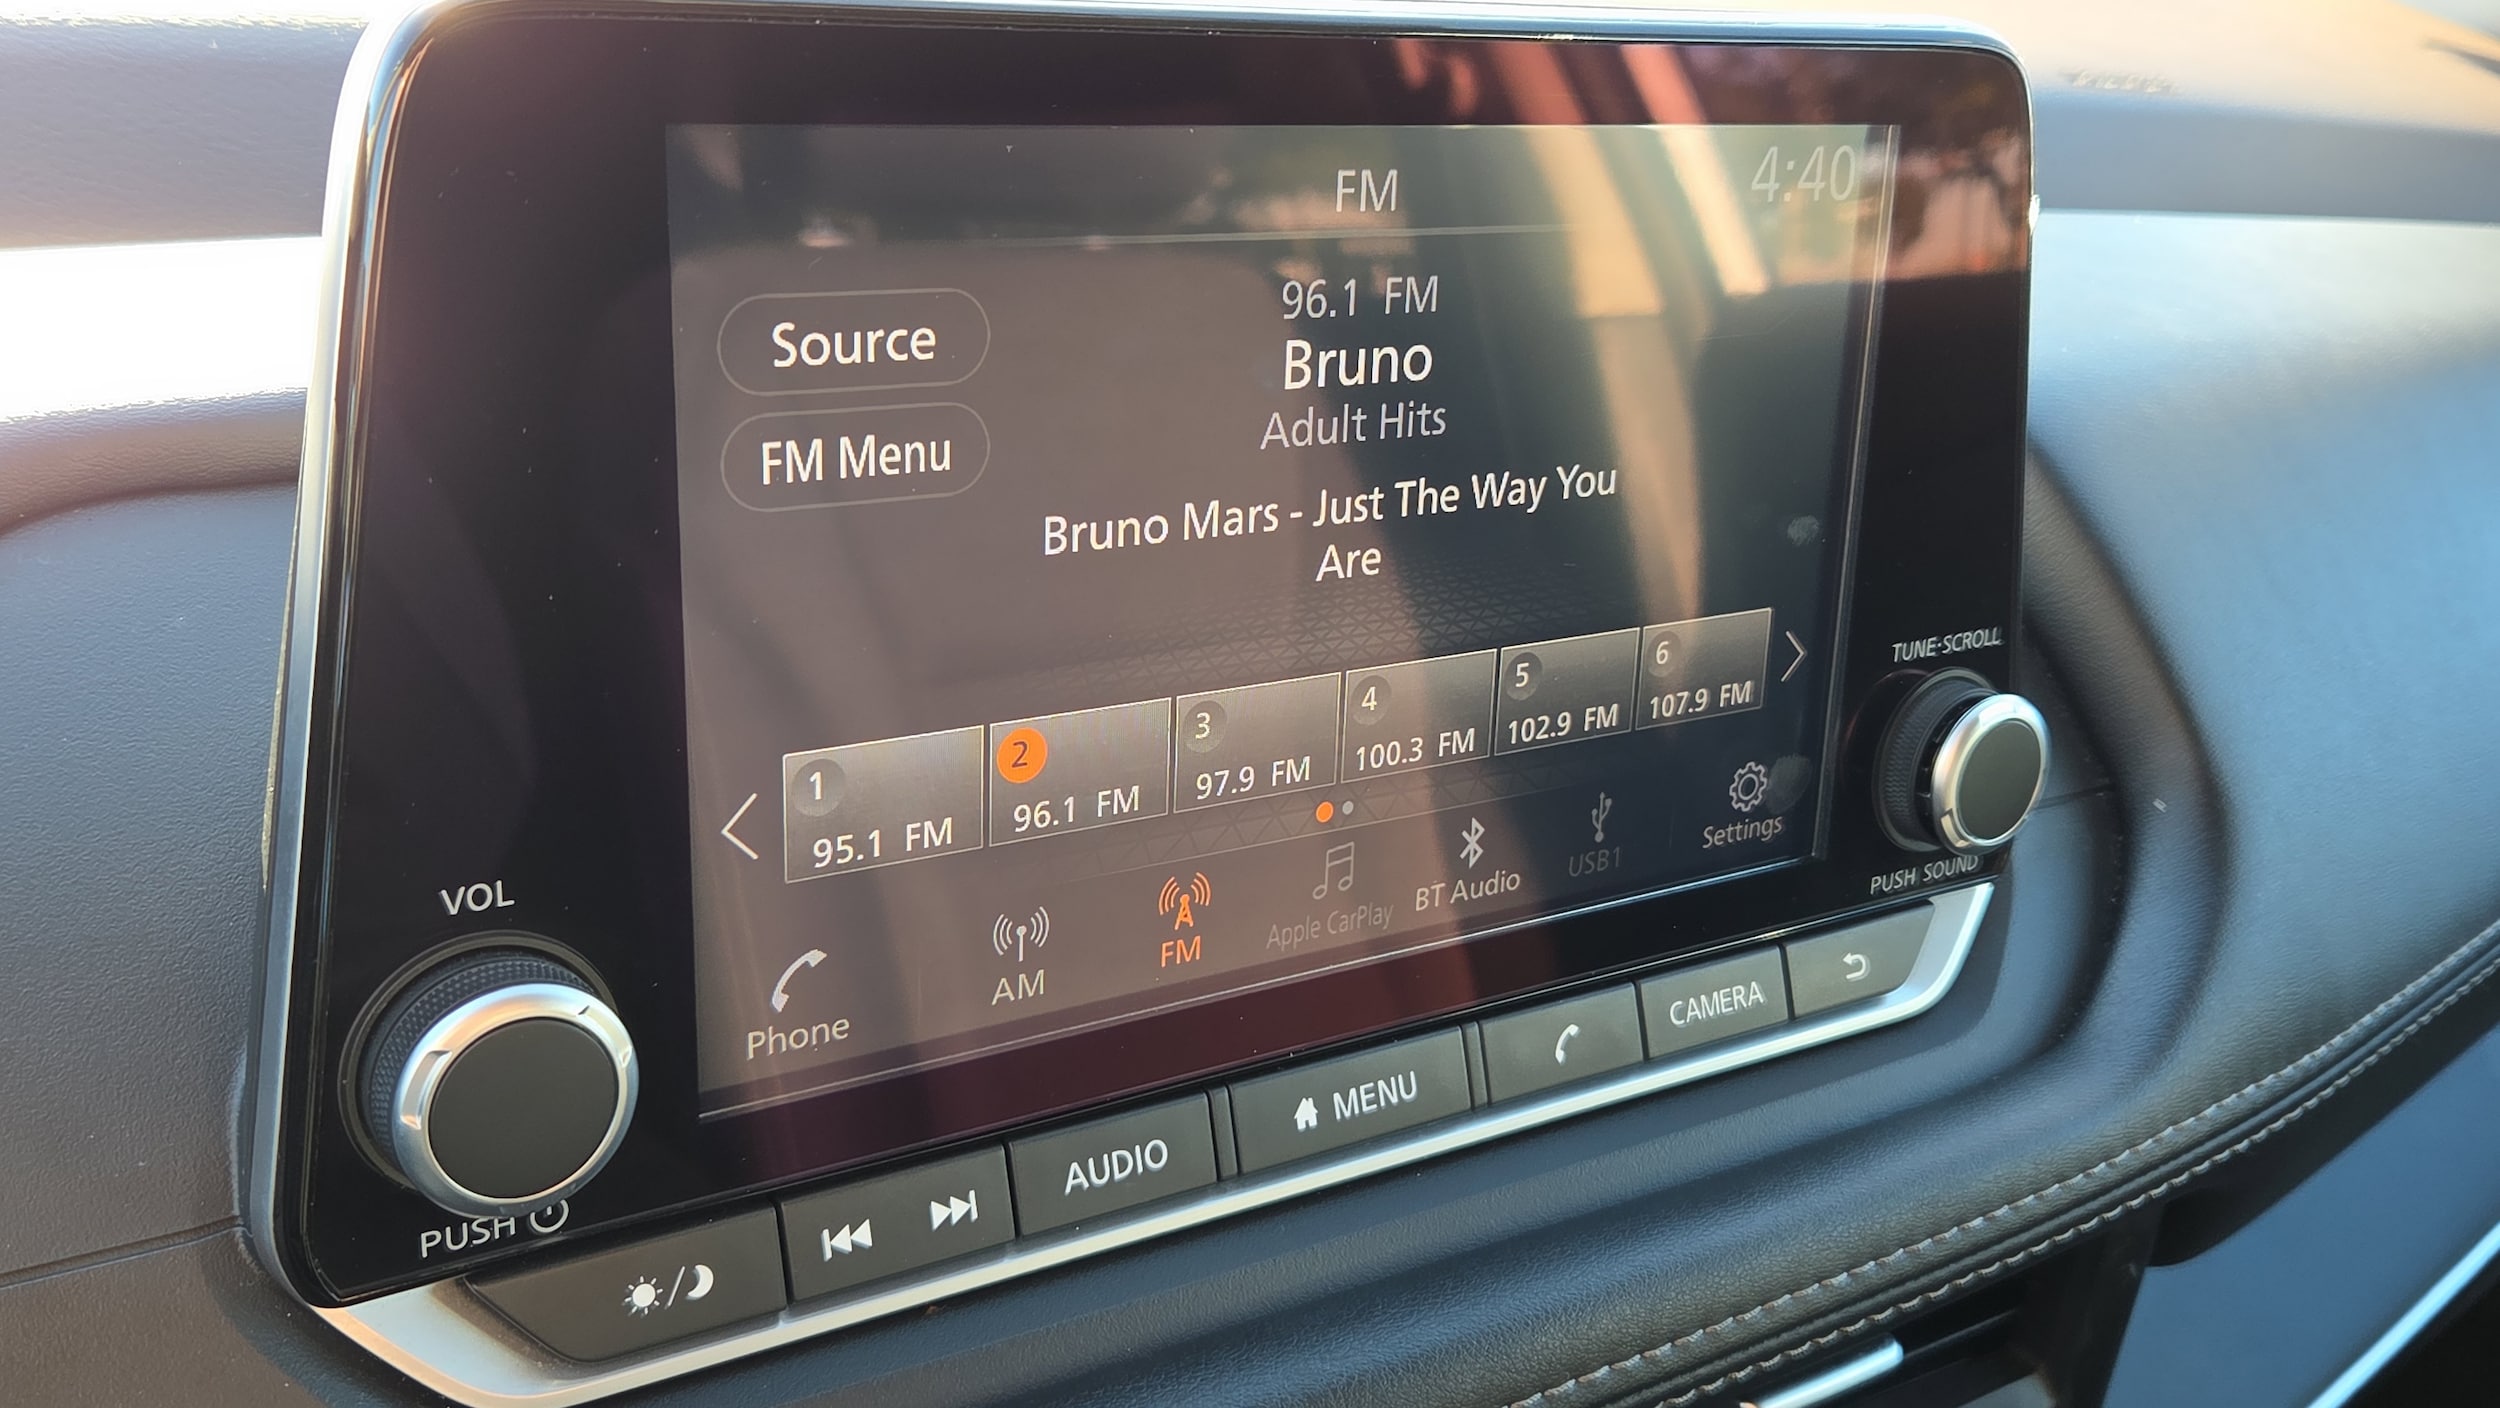 FM
4:40
96.1 FM
Source
Bruno
Adult Hits
FM Menu
Bruno Mars - Just The Way You
Are
1
95.1 FM
2
96.1 FM
3
97.9 FM
4
100.3 FM
5
102.9 FM
6
107.9 FM
Phone
AM
FM
Apple CarPlay
BT Audio
USB1
Settings
VOL
PUSH
TUNE·SCROLL
PUSH SOUND
AUDIO
MENU
CAMERA